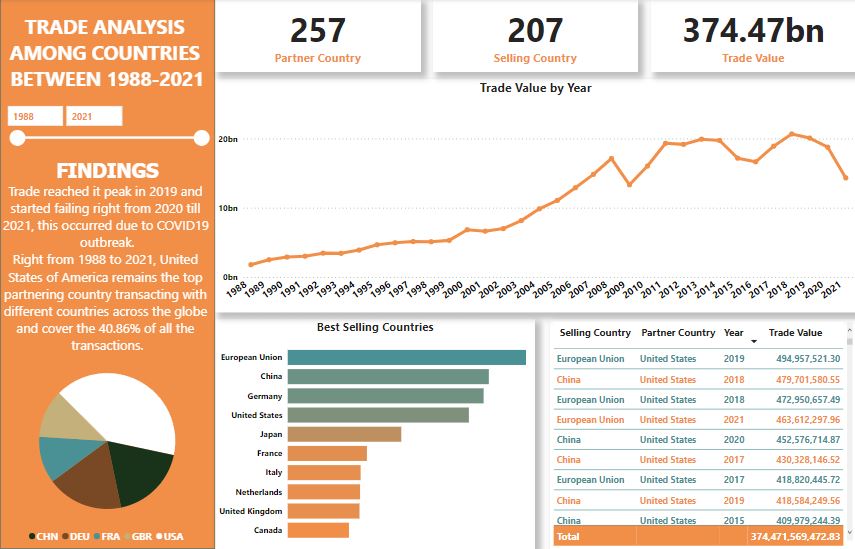 TRADE ANALYSIS
AMONG COUNTRIES
BETWEEN 1988-2021
1988 2021
FINDINGS
Trade reached it peak in 2019 and
started failing right from 2020 till
2021, this occurred due to COVID19
outbreak.
Right from 1988 to 2021, United
States of America remains the top
partnering country transacting with
different countries across the globe
and cover the 40.86% of all the
transactions.
CHN DEU FRA GBR USA
257
Partner Country
207
Selling Country
374.47bn
Trade Value
Trade Value by Year
20bn
10bn
0bn
1988 1989 1990 1991 1992 1993 1994 1995 1996 1997 1998 1999 2000 2001 2002 2003 2004 2005 2006 2007 2008 2009 2010 2011 2012 2013 2014 2015 2016 2017 2018 2019 2020 2021
Best Selling Countries
European Union
China
Germany
United States
Japan
France
Italy
Netherlands
United Kingdom
Canada
Selling Country Partner Country Year Trade Value
European Union United States 2019 494,957,521.30
China United States 2018 479,701,580.55
European Union United States 2018 472,950,657.49
European Union United States 2021 463,612,297.96
China United States 2020 452,576,714.87
China United States 2017 430,328,146.52
European Union United States 2017 418,820,445.72
China United States 2019 418,584,249.56
China United States 2015 409,979,244.39
Total 374,471,569,472.83